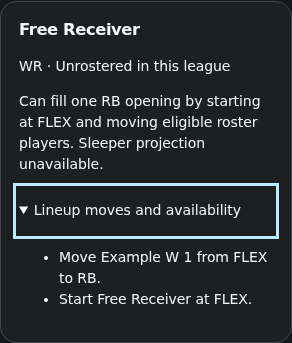 Free Receiver
WR · Unrostered in this league
Can fill one RB opening by starting
at FLEX and moving eligible roster
players. Sleeper projection
unavailable.
▼ Lineup moves and availability
• Move Example W 1 from FLEX
to RB.
• Start Free Receiver at FLEX.